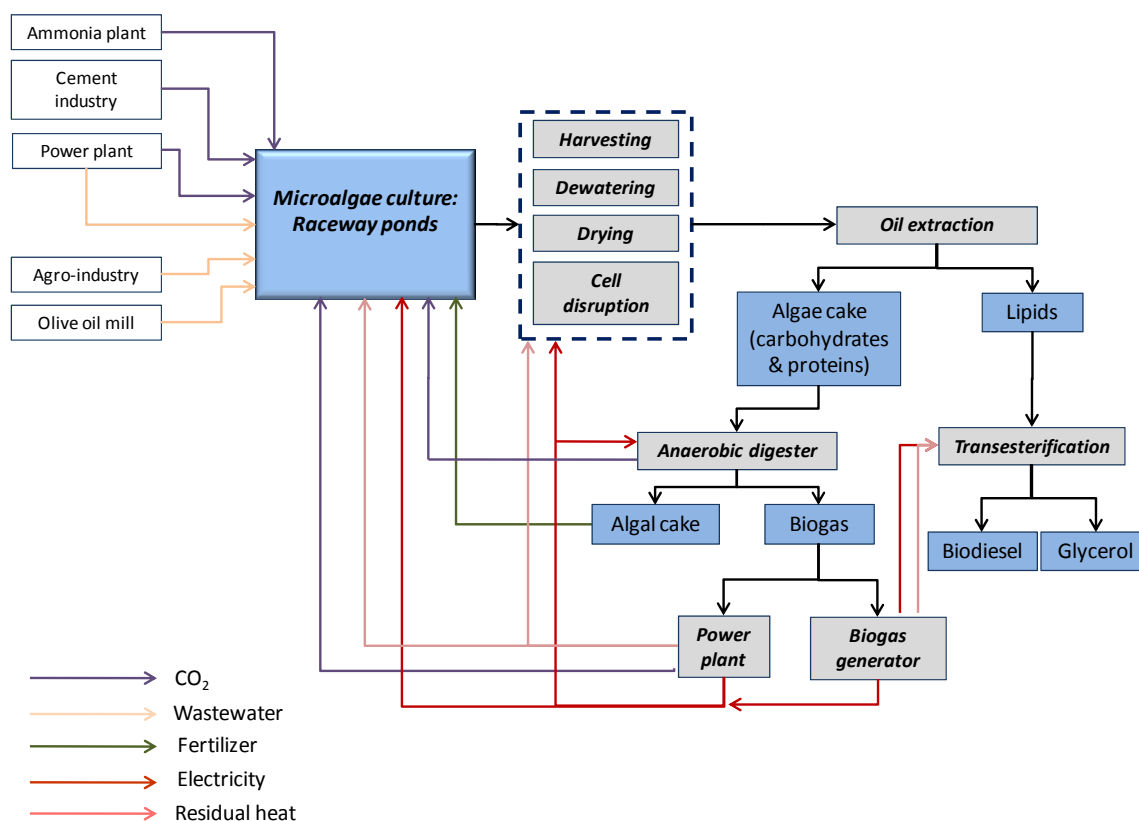 Ammonia plant
Cement
industry
Power plant
Agro-industry
Olive oil mill
Microalgae culture:
Raceway ponds
Harvesting
Dewatering
Drying
Cell
disruption
Oil extraction
Algae cake
(carbohydrates
& proteins)
Lipids
Anaerobic digester
Transesterification
Algal cake
Biogas
Biodiesel
Glycerol
Power
plant
Biogas
generator
CO₂
Wastewater
Fertilizer
Electricity
Residual heat